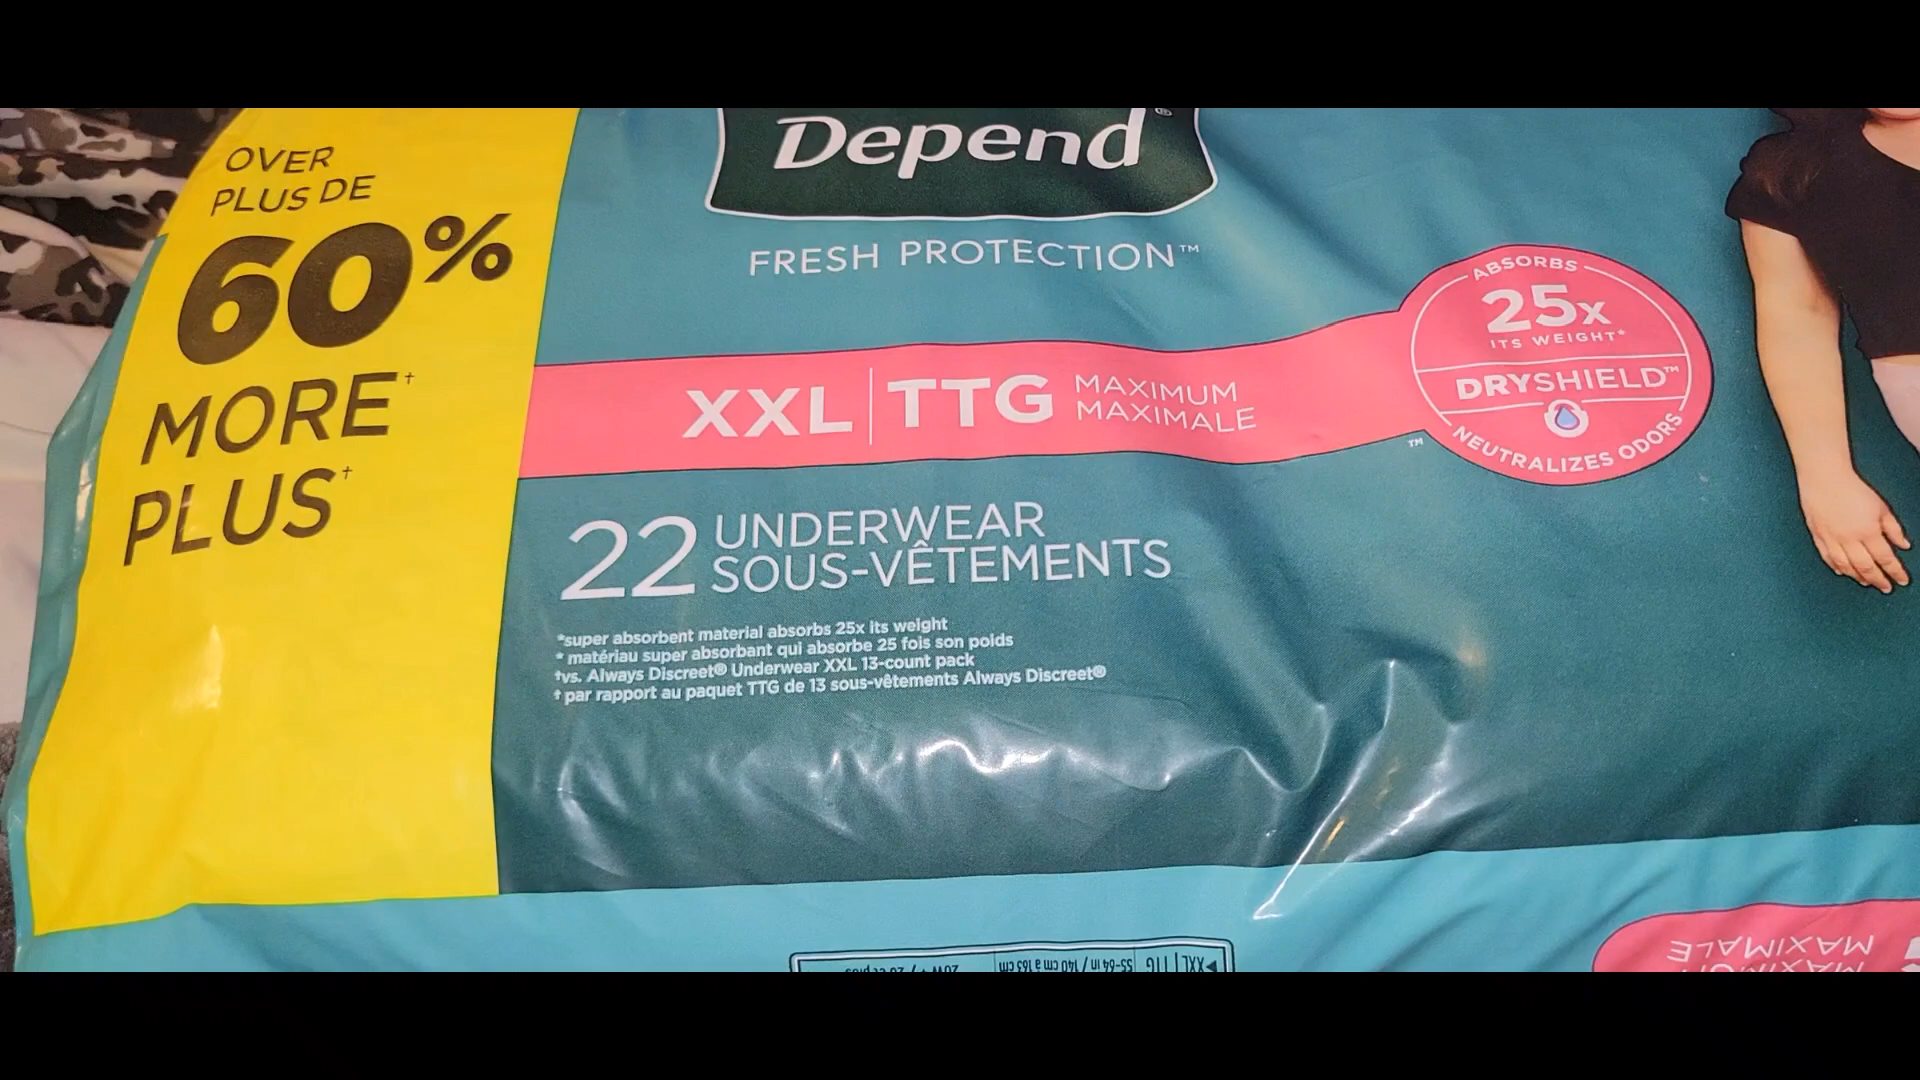 OVER
PLUS DE
60%
MORE†
PLUS†
Depend®
FRESH PROTECTION™
XXL | TTG MAXIMUM
MAXIMALE
ABSORBS
25x
ITS WEIGHT*
DRYSHIELD™
NEUTRALIZES ODORS
™
22 UNDERWEAR
SOUS-VÊTEMENTS
*super absorbent material absorbs 25x its weight
* matériau super absorbant qui absorbe 25 fois son poids
†vs. Always Discreet® Underwear XXL 13-count pack
† par rapport au paquet TTG de 13 sous-vêtements Always Discreet®
XXL | TTG 55-64 in / 140 cm à 163 cm
MAXIMALE